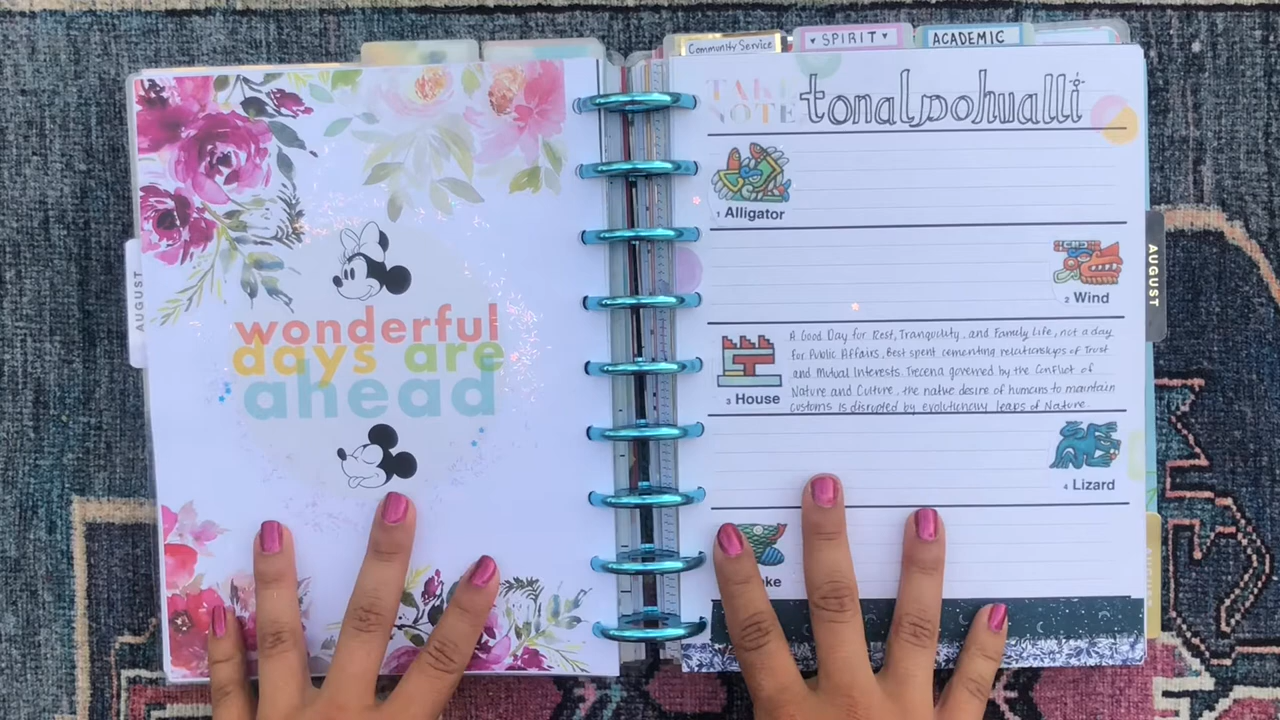 Community Service
♥ SPIRIT ♥
ACADEMIC
TAKE
NOTE
tonalpohualli
1 Alligator
2 Wind
AUGUST
AUGUST
wonderful
days are
ahead
A Good Day for Rest, Tranquility, and Family Life, not a day
for Public Affairs. Best spent cementing relationships of Trust
and Mutual Interests. Trecena governed by the Conflict of
Nature and Culture, the native desire of humans to maintain
customs is disrupted by evolutionary leaps of Nature.
3 House
4 Lizard